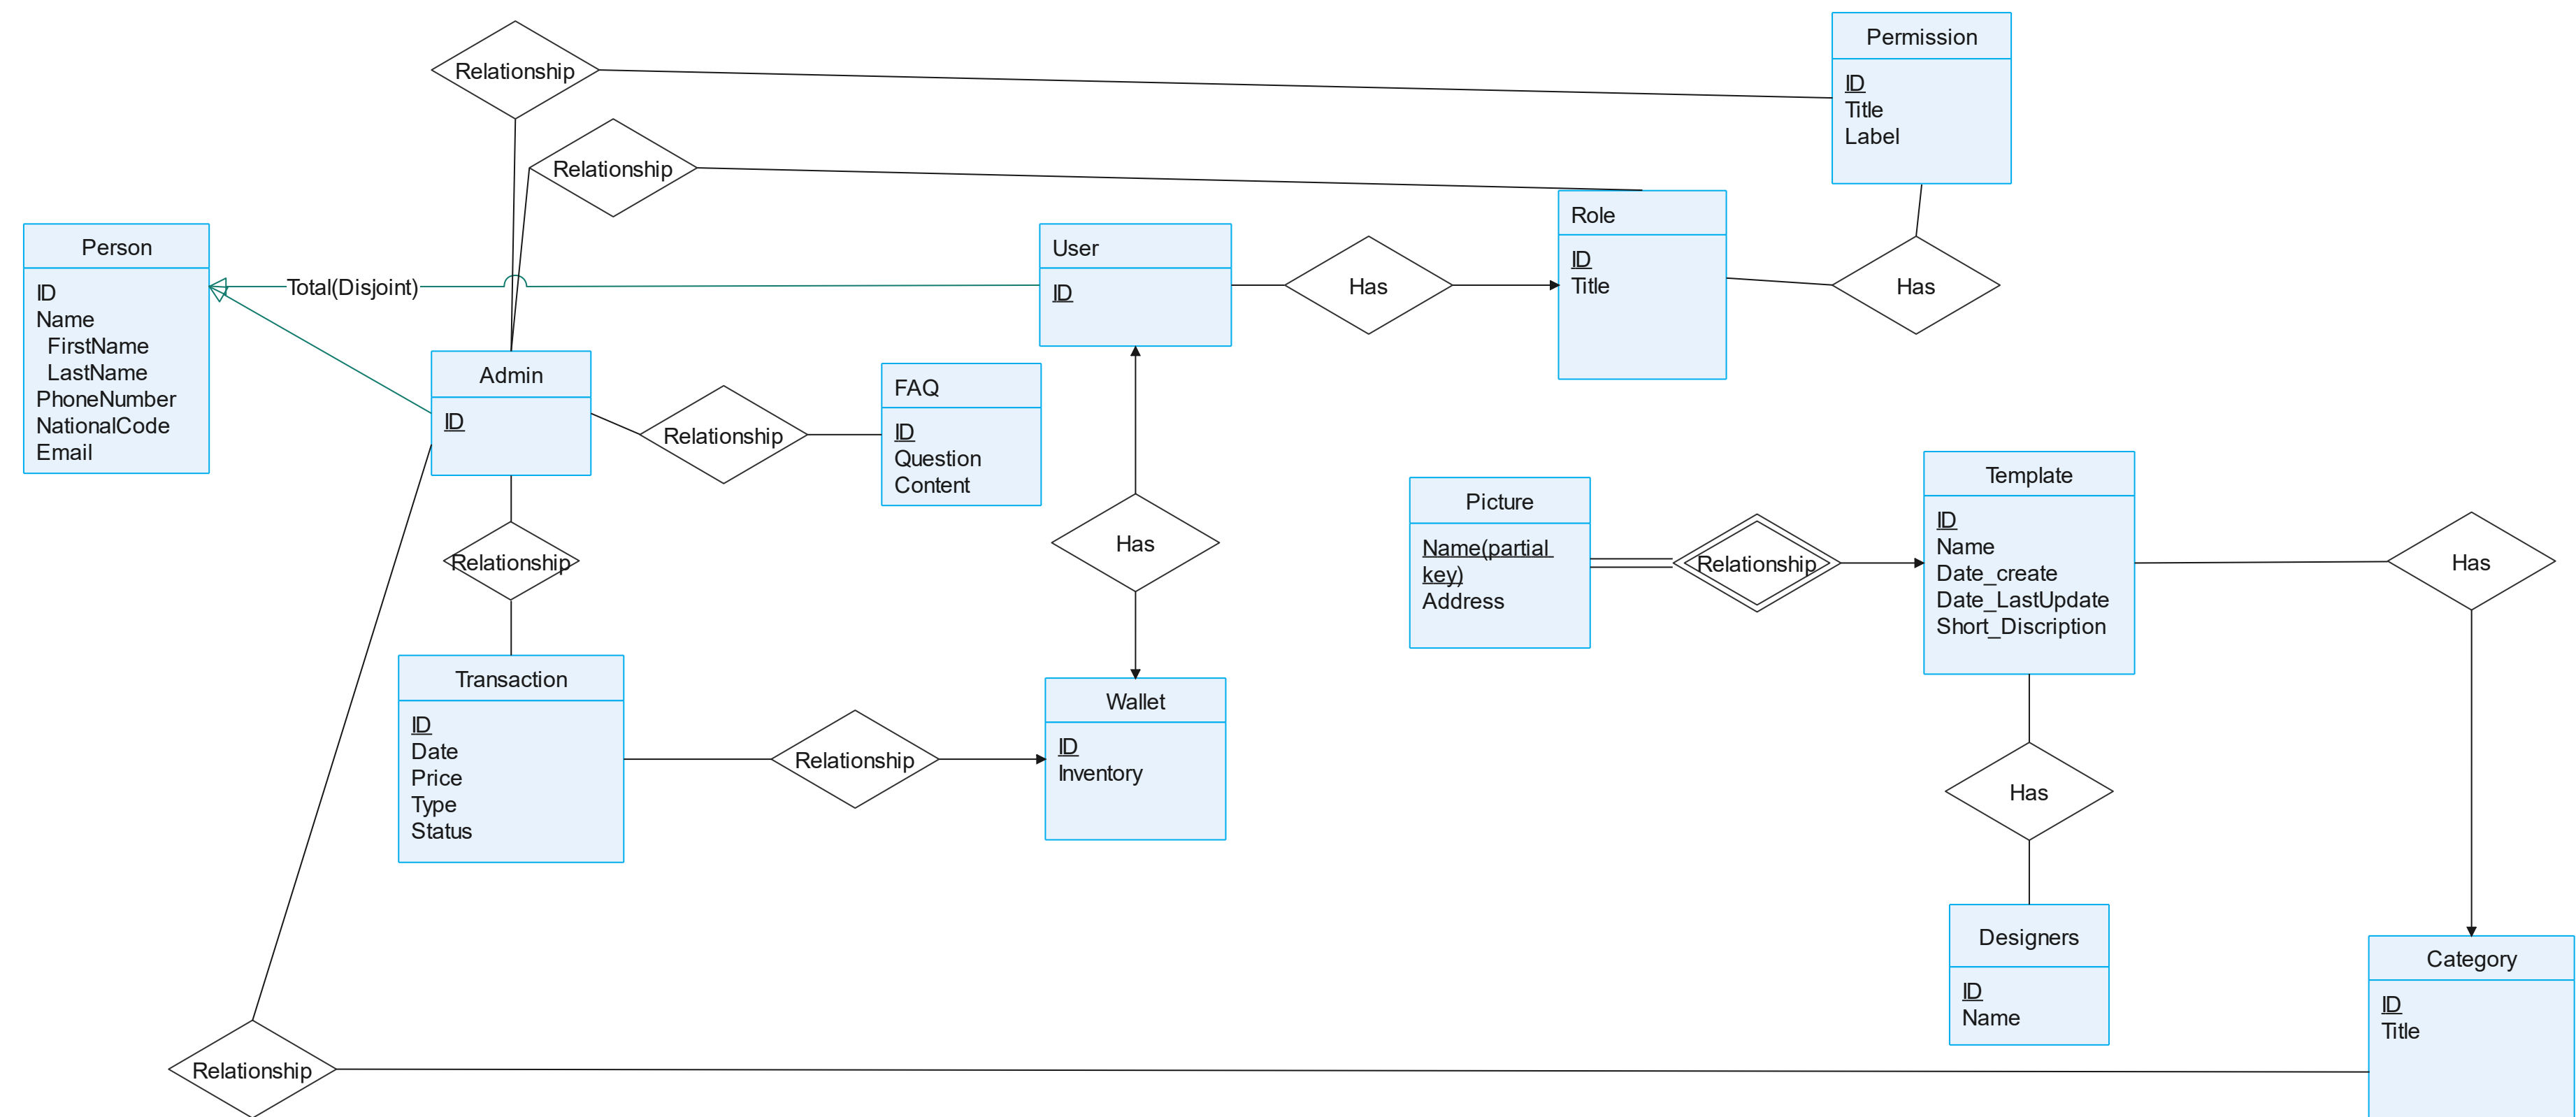 Relationship
Permission
ID
Title
Label
Relationship
Role
ID
Title
Has
Person
ID
Name
FirstName
LastName
PhoneNumber
NationalCode
Email
Total(Disjoint)
User
ID
Has
Admin
ID
Relationship
FAQ
ID
Question
Content
Has
Relationship
Transaction
ID
Date
Price
Type
Status
Relationship
Wallet
ID
Inventory
Picture
Name(partial
key)
Address
Relationship
Template
ID
Name
Date_create
Date_LastUpdate
Short_Discription
Has
Has
Designers
ID
Name
Category
ID
Title
Relationship